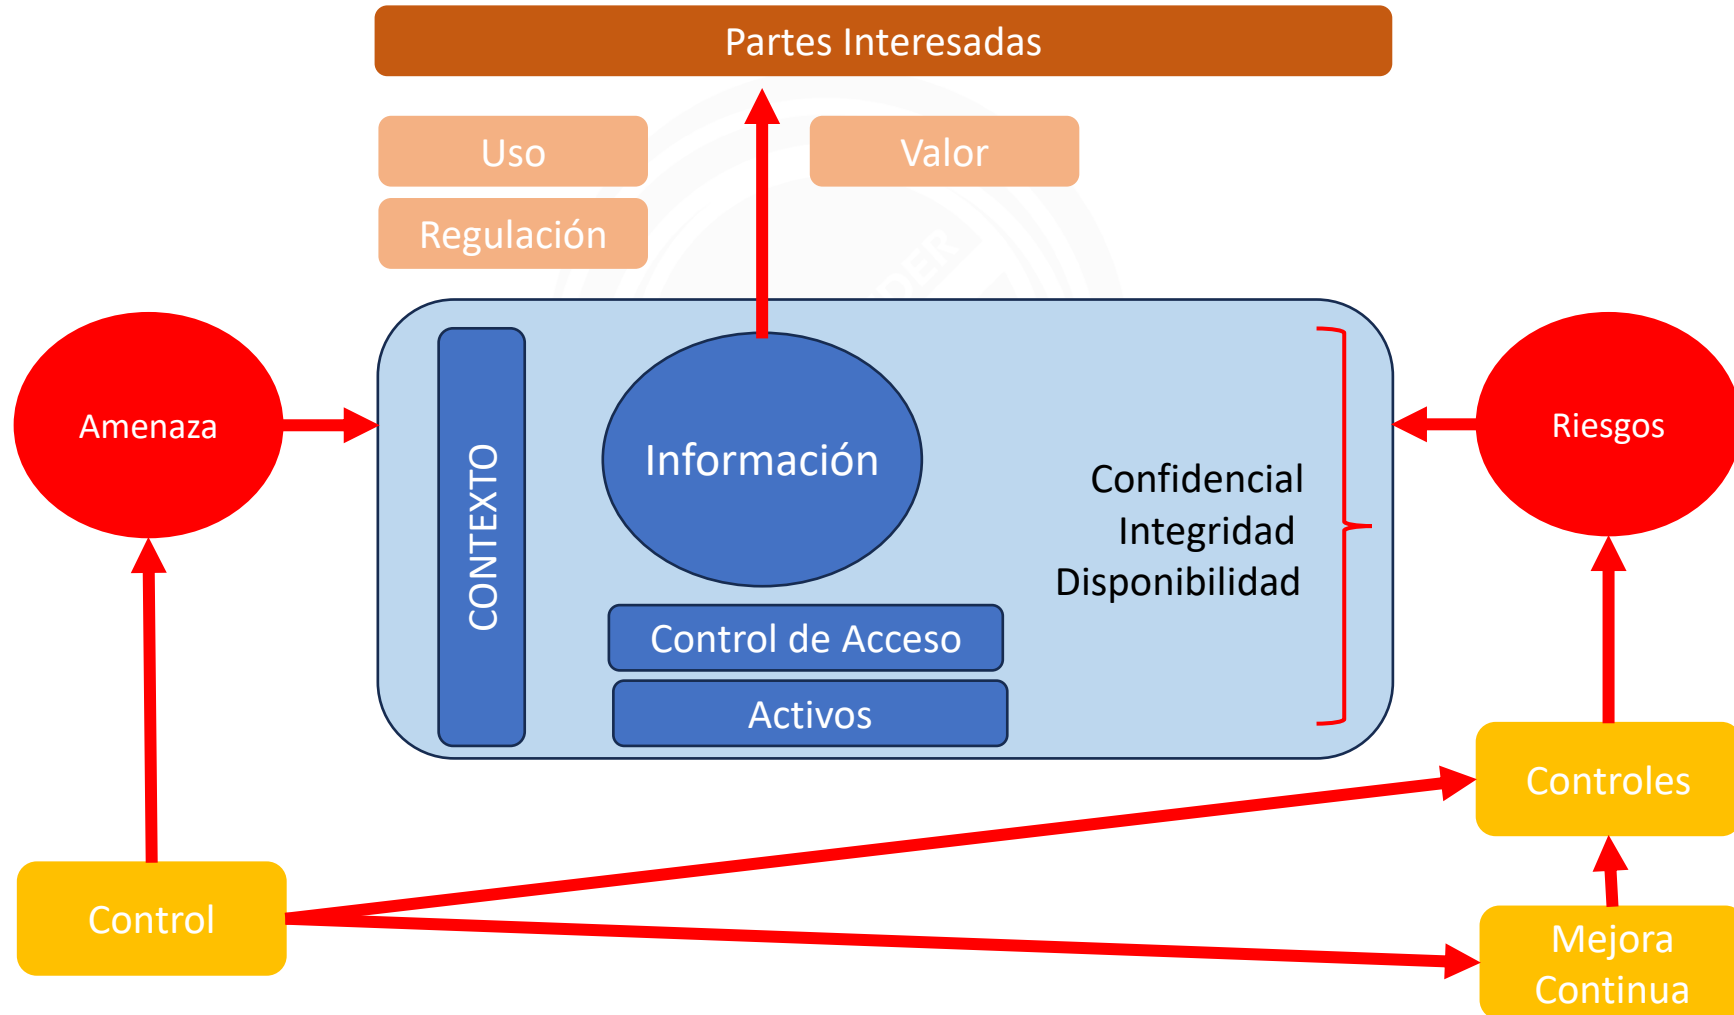 Partes Interesadas
Uso
Valor
Regulación
Amenaza
CONTEXTO
Información
Confidencial
Integridad
Disponibilidad
Riesgos
Control de Acceso
Activos
Controles
Control
Mejora
Continua